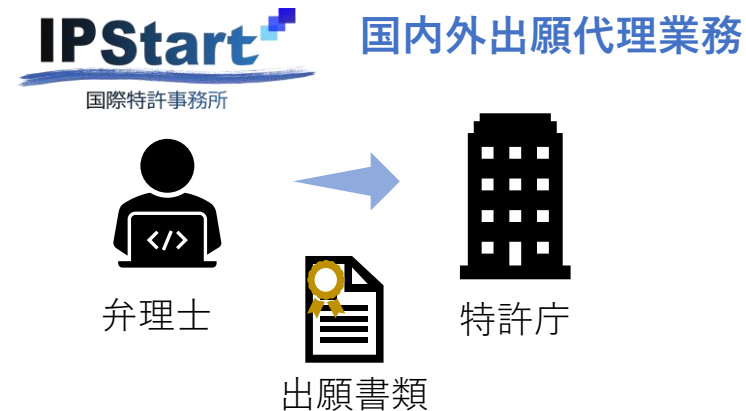 IPStart
国際特許事務所
国内外出願代理業務
</>
弁理士
特許庁
出願書類